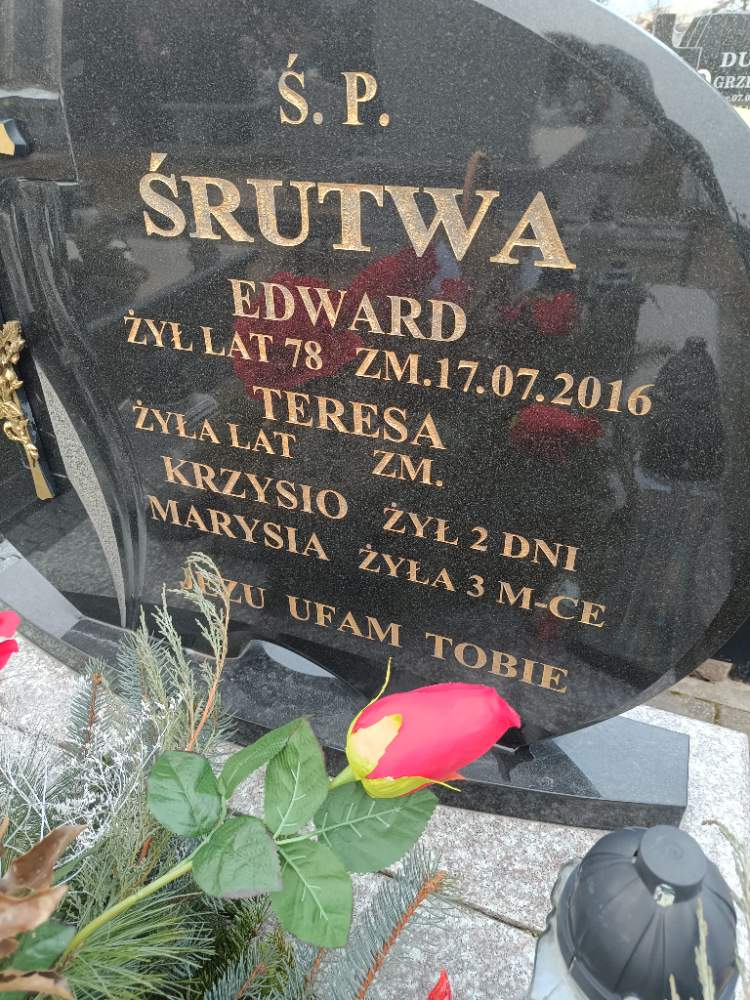 Ś. P.
ŚRUTWA
EDWARD
ŻYŁ LAT 78 ZM.17.07.2016
TERESA
ŻYŁA LAT ZM.
KRZYSIO ŻYŁ 2 DNI
MARYSIA ŻYŁA 3 M-CE
JEZU UFAM TOBIE